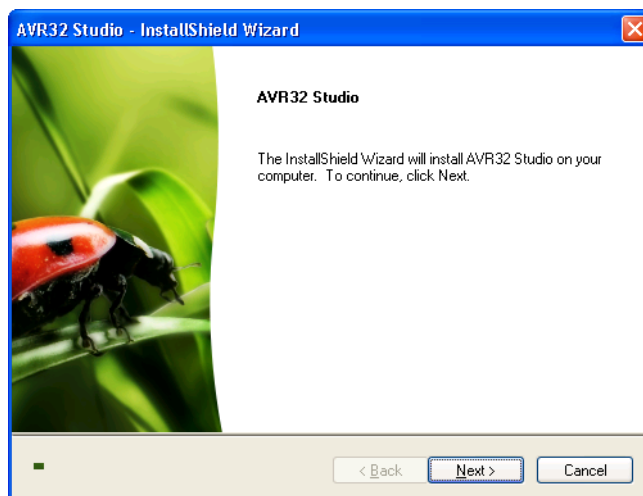 AVR32 Studio - InstallShield Wizard
AVR32 Studio
The InstallShield Wizard will install AVR32 Studio on your
computer. To continue, click Next.
< Back
Next >
Cancel